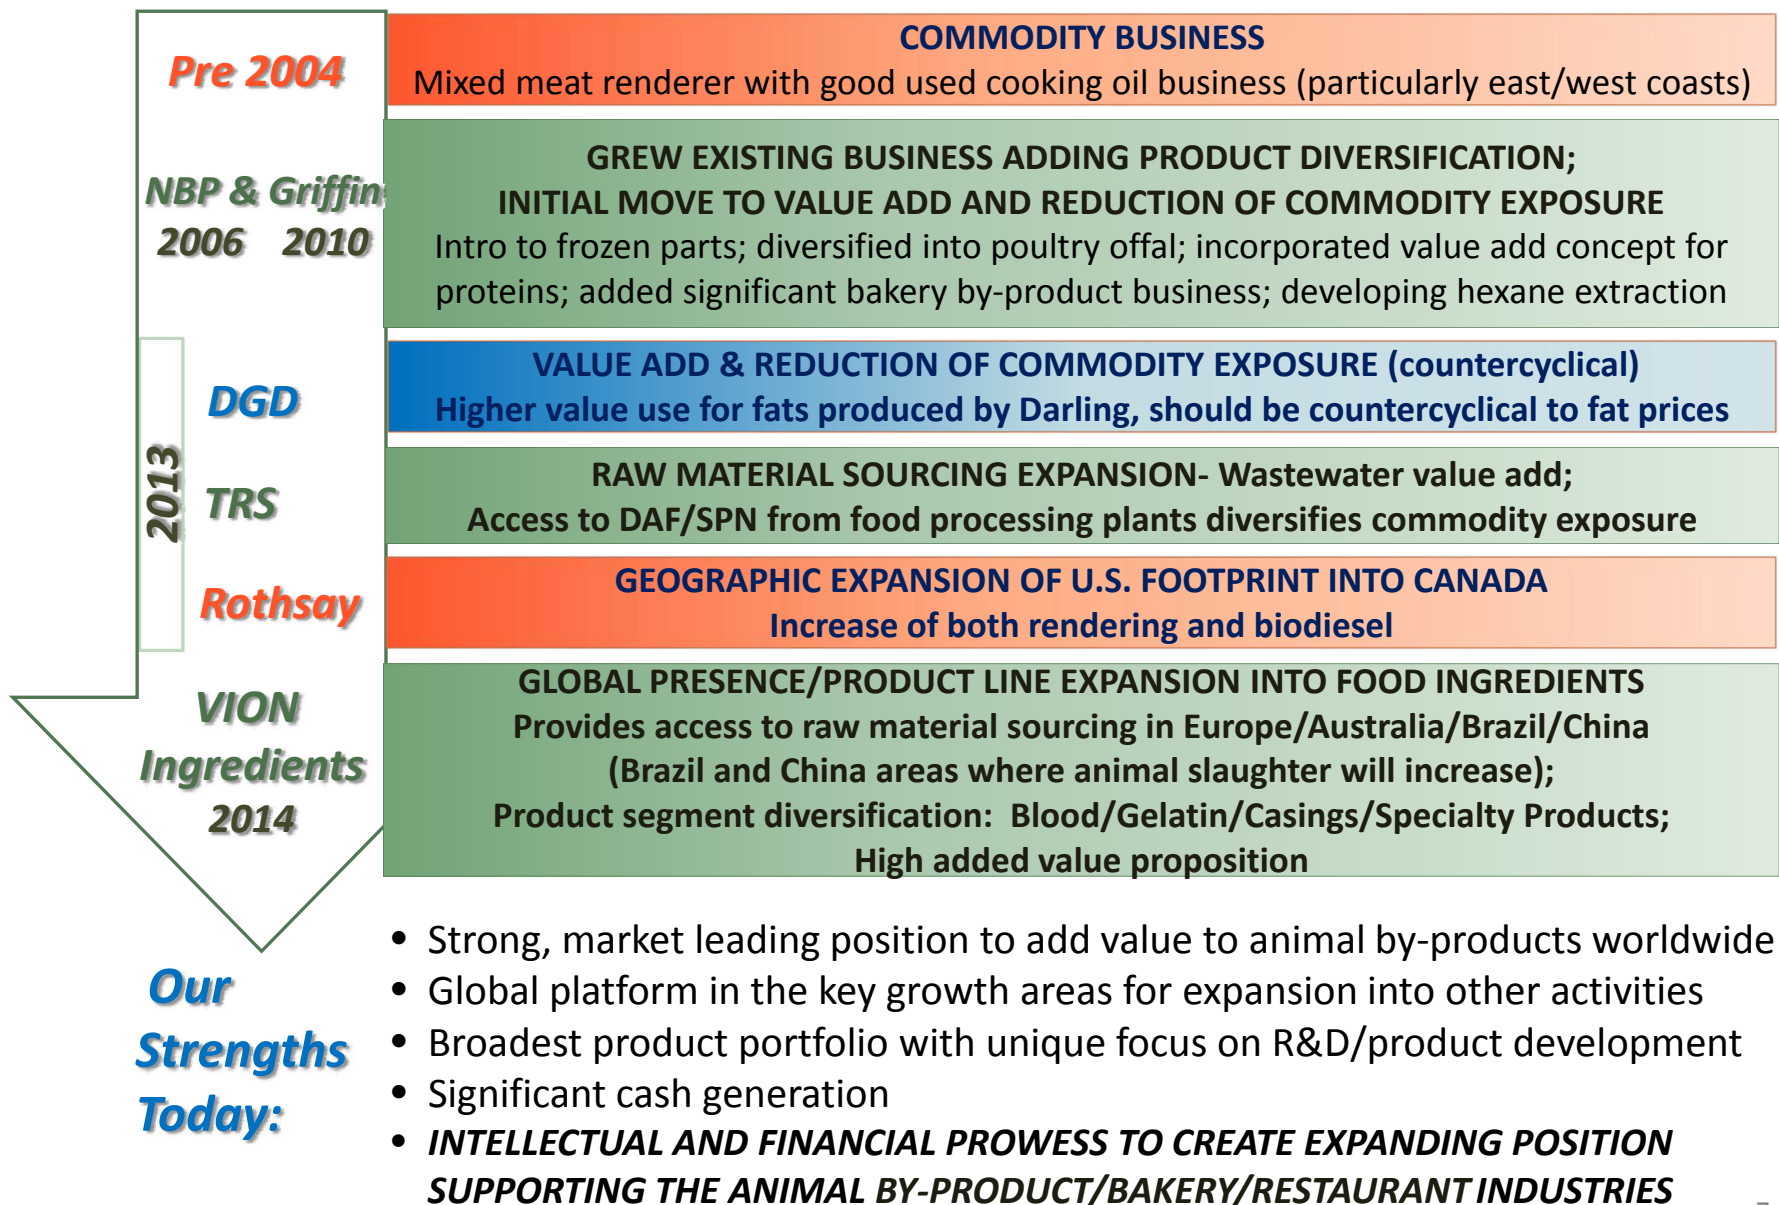 Pre 2004
COMMODITY BUSINESS
Mixed meat renderer with good used cooking oil business (particularly east/west coasts)
NBP & Griffin
2006 2010
GREW EXISTING BUSINESS ADDING PRODUCT DIVERSIFICATION;
INITIAL MOVE TO VALUE ADD AND REDUCTION OF COMMODITY EXPOSURE
Intro to frozen parts; diversified into poultry offal; incorporated value add concept for
proteins; added significant bakery by-product business; developing hexane extraction
2013
DGD
VALUE ADD & REDUCTION OF COMMODITY EXPOSURE (countercyclical)
Higher value use for fats produced by Darling, should be countercyclical to fat prices
TRS
RAW MATERIAL SOURCING EXPANSION- Wastewater value add;
Access to DAF/SPN from food processing plants diversifies commodity exposure
Rothsay
GEOGRAPHIC EXPANSION OF U.S. FOOTPRINT INTO CANADA
Increase of both rendering and biodiesel
VION
Ingredients
2014
GLOBAL PRESENCE/PRODUCT LINE EXPANSION INTO FOOD INGREDIENTS
Provides access to raw material sourcing in Europe/Australia/Brazil/China
(Brazil and China areas where animal slaughter will increase);
Product segment diversification: Blood/Gelatin/Casings/Specialty Products;
High added value proposition
Our
Strengths
Today:
• Strong, market leading position to add value to animal by-products worldwide
• Global platform in the key growth areas for expansion into other activities
• Broadest product portfolio with unique focus on R&D/product development
• Significant cash generation
• INTELLECTUAL AND FINANCIAL PROWESS TO CREATE EXPANDING POSITION
SUPPORTING THE ANIMAL BY-PRODUCT/BAKERY/RESTAURANT INDUSTRIES